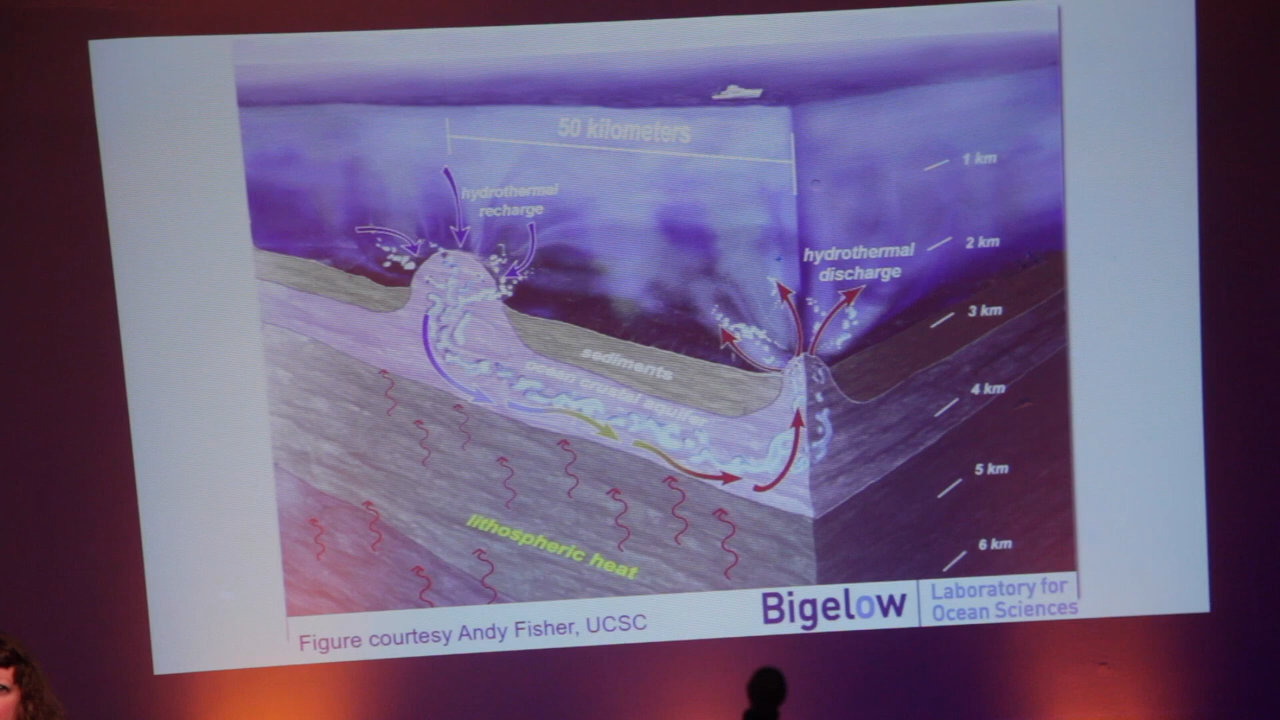 50 kilometers
1 km
hydrothermal
recharge
2 km
hydrothermal
discharge
3 km
sediments
ocean crustal aquifer
4 km
5 km
lithospheric heat
6 km
Figure courtesy Andy Fisher, UCSC
Bigelow
Laboratory for
Ocean Sciences